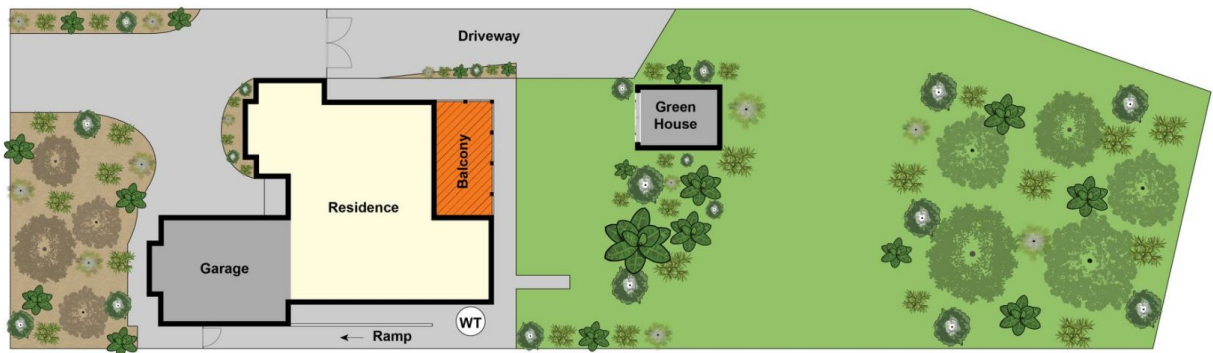 Driveway
Green
House
Balcony
Residence
Garage
WT
Ramp